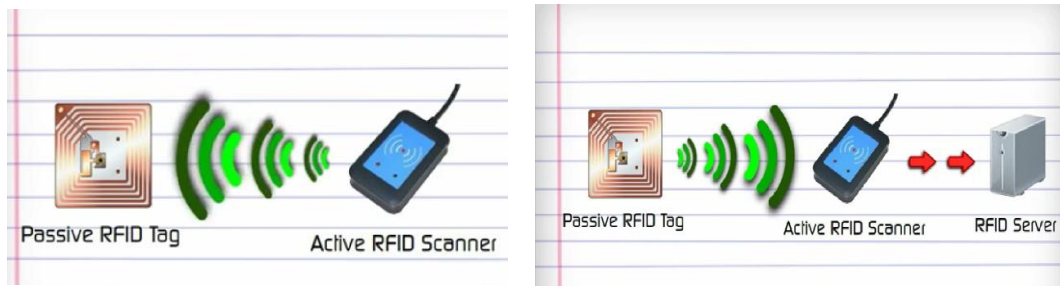 Passive RFID Tag
Active RFID Scanner
Passive RFID Tag
Active RFID Scanner
RFID Server